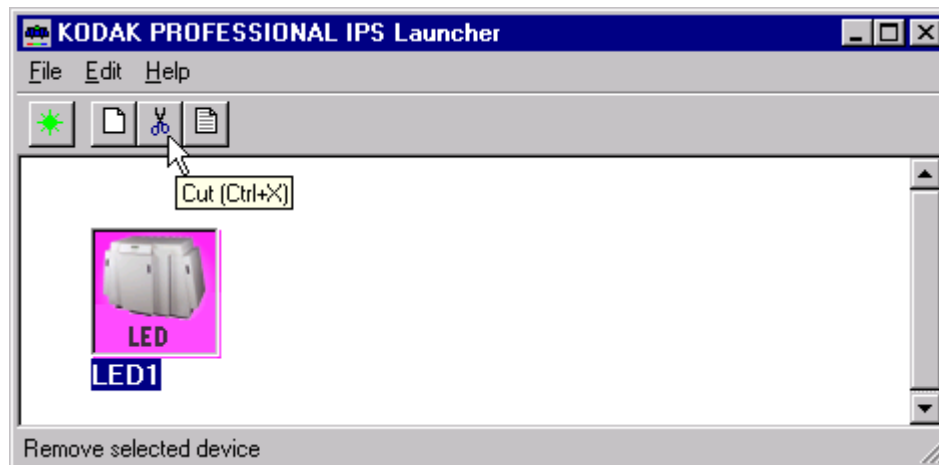 KODAK PROFESSIONAL IPS Launcher
File Edit Help
Cut (Ctrl+X)
LED
LED1
Remove selected device